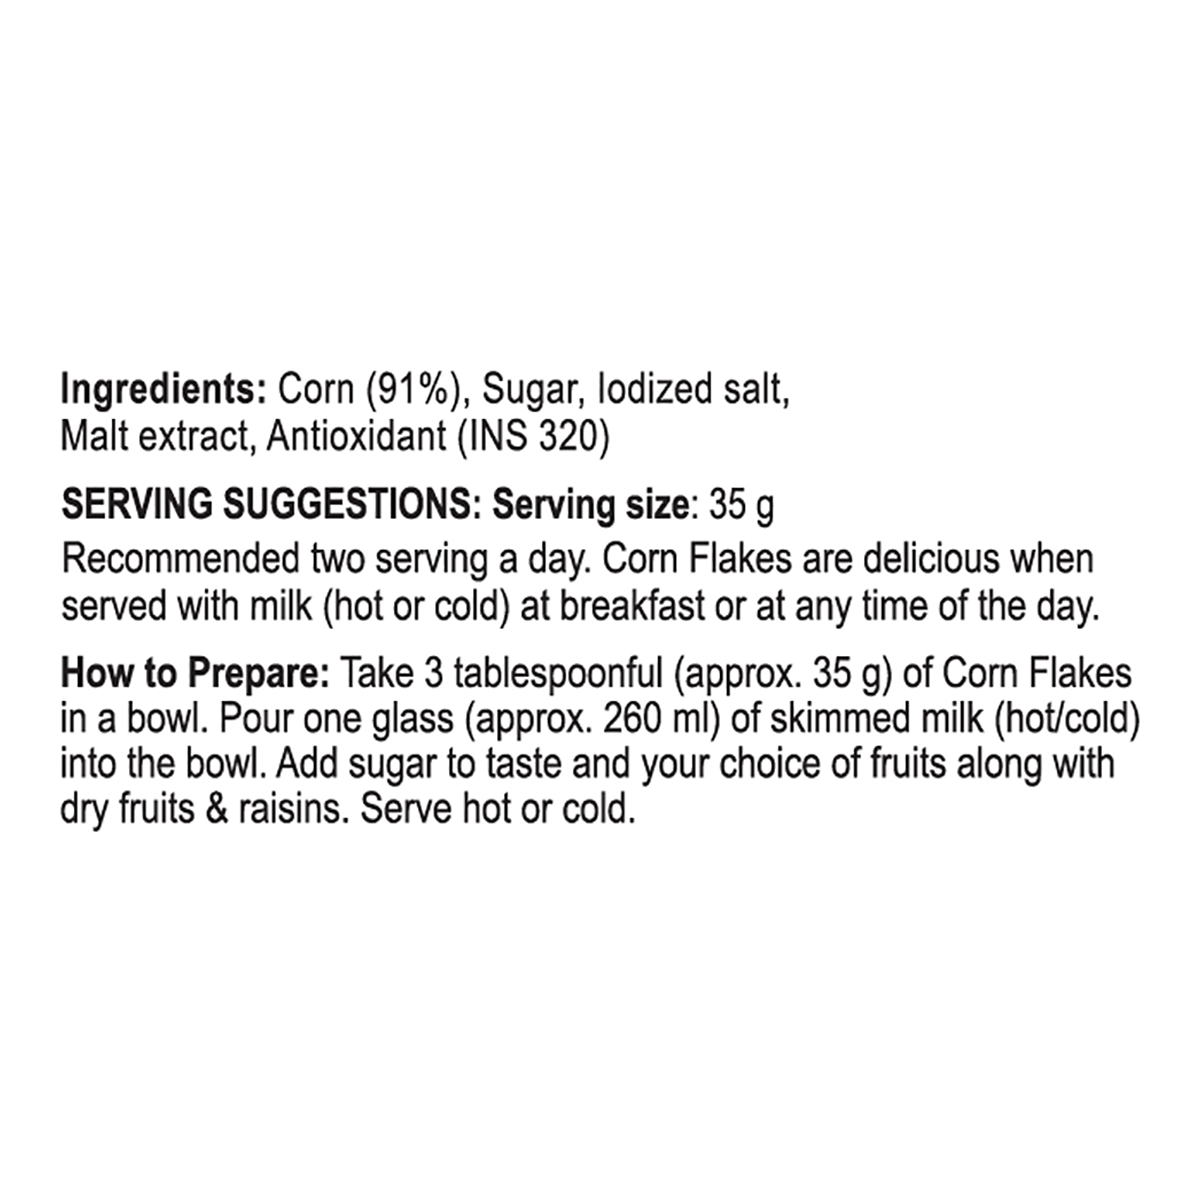 Ingredients: Corn (91%), Sugar, Iodized salt,
Malt extract, Antioxidant (INS 320)
SERVING SUGGESTIONS: Serving size: 35 g
Recommended two serving a day. Corn Flakes are delicious when
served with milk (hot or cold) at breakfast or at any time of the day.
How to Prepare: Take 3 tablespoonful (approx. 35 g) of Corn Flakes
in a bowl. Pour one glass (approx. 260 ml) of skimmed milk (hot/cold)
into the bowl. Add sugar to taste and your choice of fruits along with
dry fruits & raisins. Serve hot or cold.